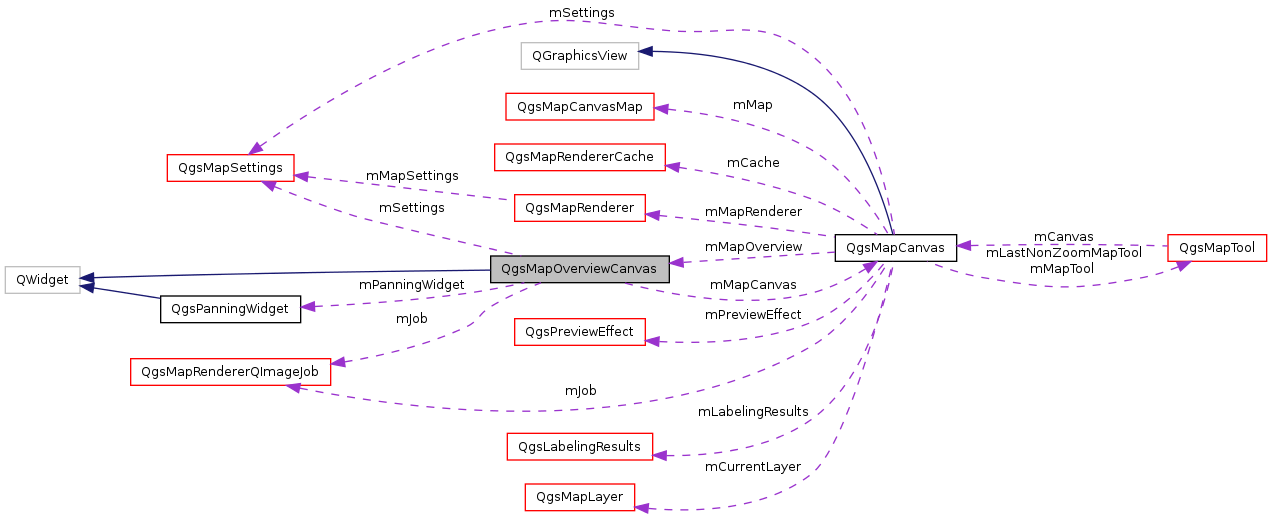 mSettings
QGraphicsView
mMap
QgsMapCanvasMap
QgsMapRendererCache
mCache
QgsMapSettings
mMapSettings
mSettings
QgsMapRenderer
mMapRenderer
mMapOverview
QgsMapCanvas
mCanvas
mLastNonZoomMapTool
mMapTool
QgsMapTool
QWidget
QgsMapOverviewCanvas
mPanningWidget
mMapCanvas
QgsPanningWidget
mJob
mPreviewEffect
QgsPreviewEffect
QgsMapRendererQImageJob
mJob
mLabelingResults
QgsLabelingResults
mCurrentLayer
QgsMapLayer